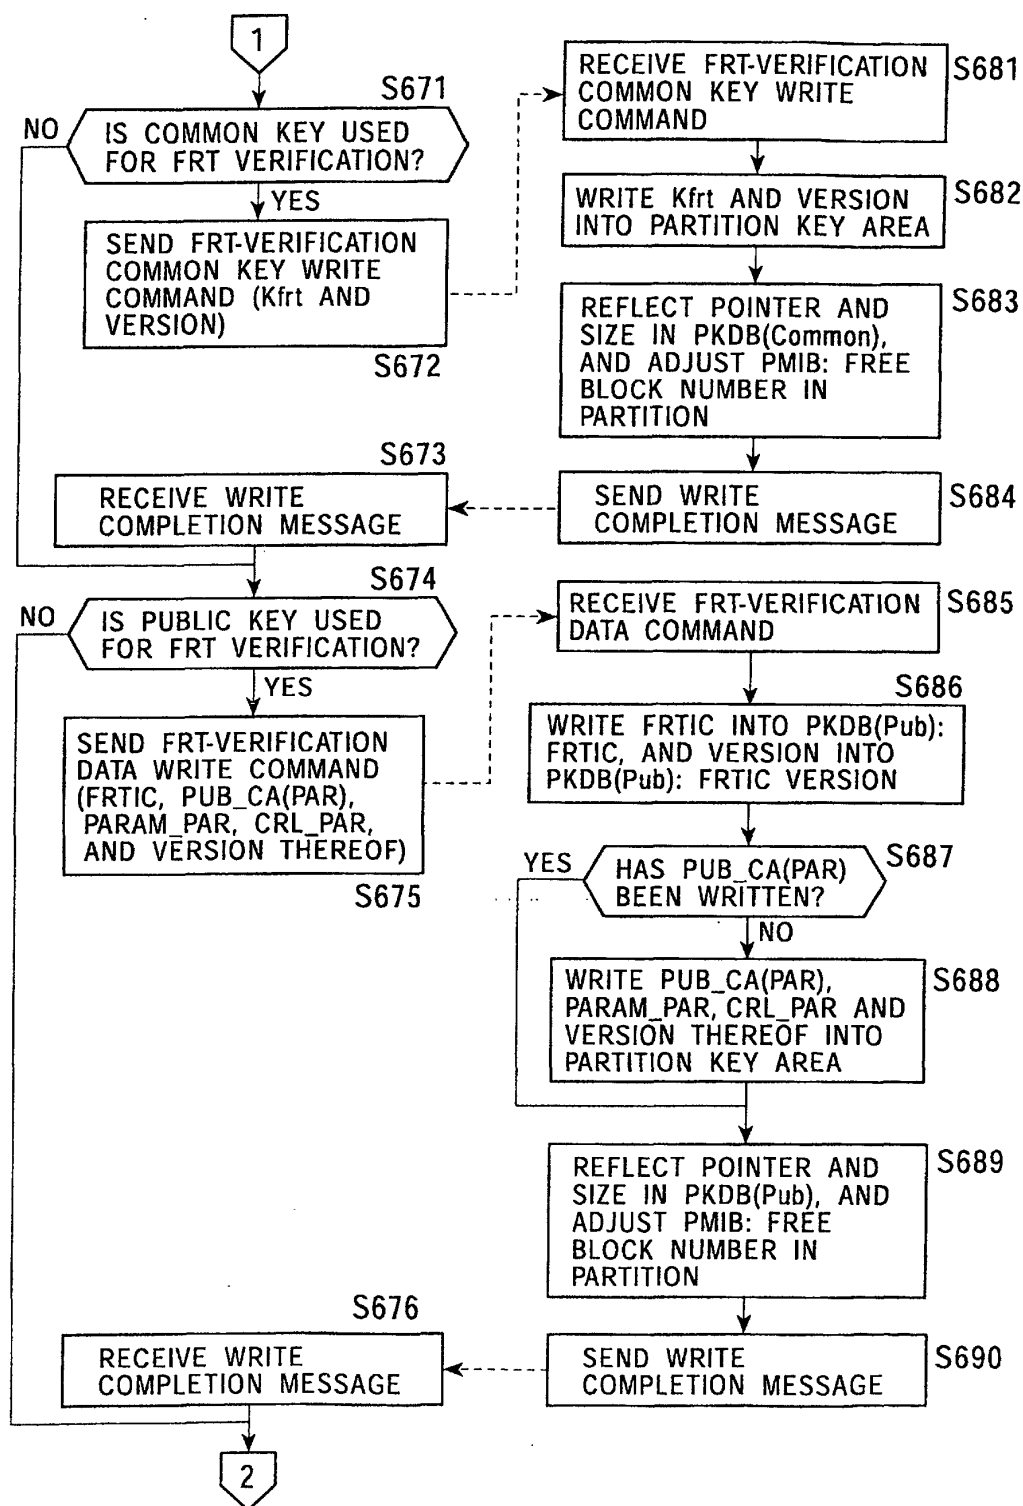 1
S671
IS COMMON KEY USED
FOR FRT VERIFICATION?
NO
YES
SEND FRT-VERIFICATION
COMMON KEY WRITE
COMMAND (Kfrt AND
VERSION)
S672
RECEIVE FRT-VERIFICATION
COMMON KEY WRITE
COMMAND
S681
WRITE Kfrt AND VERSION
INTO PARTITION KEY AREA
S682
REFLECT POINTER AND
SIZE IN PKDB(Common),
AND ADJUST PMIB: FREE
BLOCK NUMBER IN
PARTITION
S683
SEND WRITE
COMPLETION MESSAGE
S684
S673
RECEIVE WRITE
COMPLETION MESSAGE
S674
NO
IS PUBLIC KEY USED
FOR FRT VERIFICATION?
YES
SEND FRT-VERIFICATION
DATA WRITE COMMAND
(FRTIC, PUB_CA(PAR),
PARAM_PAR, CRL_PAR,
AND VERSION THEREOF)
S675
RECEIVE FRT-VERIFICATION
DATA COMMAND
S685
S686
WRITE FRTIC INTO PKDB(Pub):
FRTIC, AND VERSION INTO
PKDB(Pub): FRTIC VERSION
S687
YES
HAS PUB_CA(PAR)
BEEN WRITTEN?
NO
WRITE PUB_CA(PAR),
PARAM_PAR, CRL_PAR AND
VERSION THEREOF INTO
PARTITION KEY AREA
S688
REFLECT POINTER AND
SIZE IN PKDB(Pub), AND
ADJUST PMIB: FREE
BLOCK NUMBER IN
PARTITION
S689
SEND WRITE
COMPLETION MESSAGE
S690
S676
RECEIVE WRITE
COMPLETION MESSAGE
2